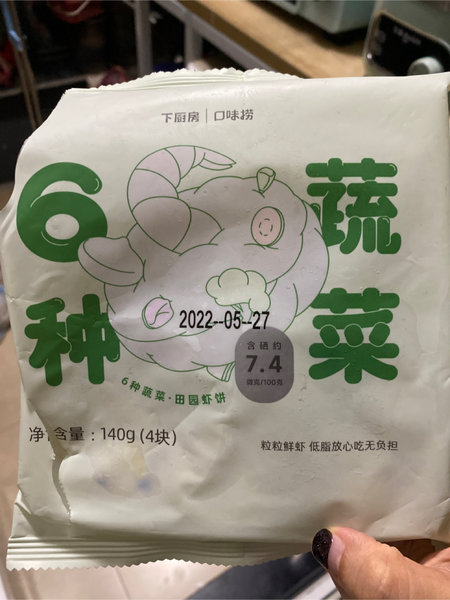 下厨房 | 口味捞
6种
蔬菜
2022--05--27
含硒约
7.4
微克/100克
6种蔬菜·田园虾饼
净含量：140g (4块)
粒粒鲜虾 低脂放心吃无负担